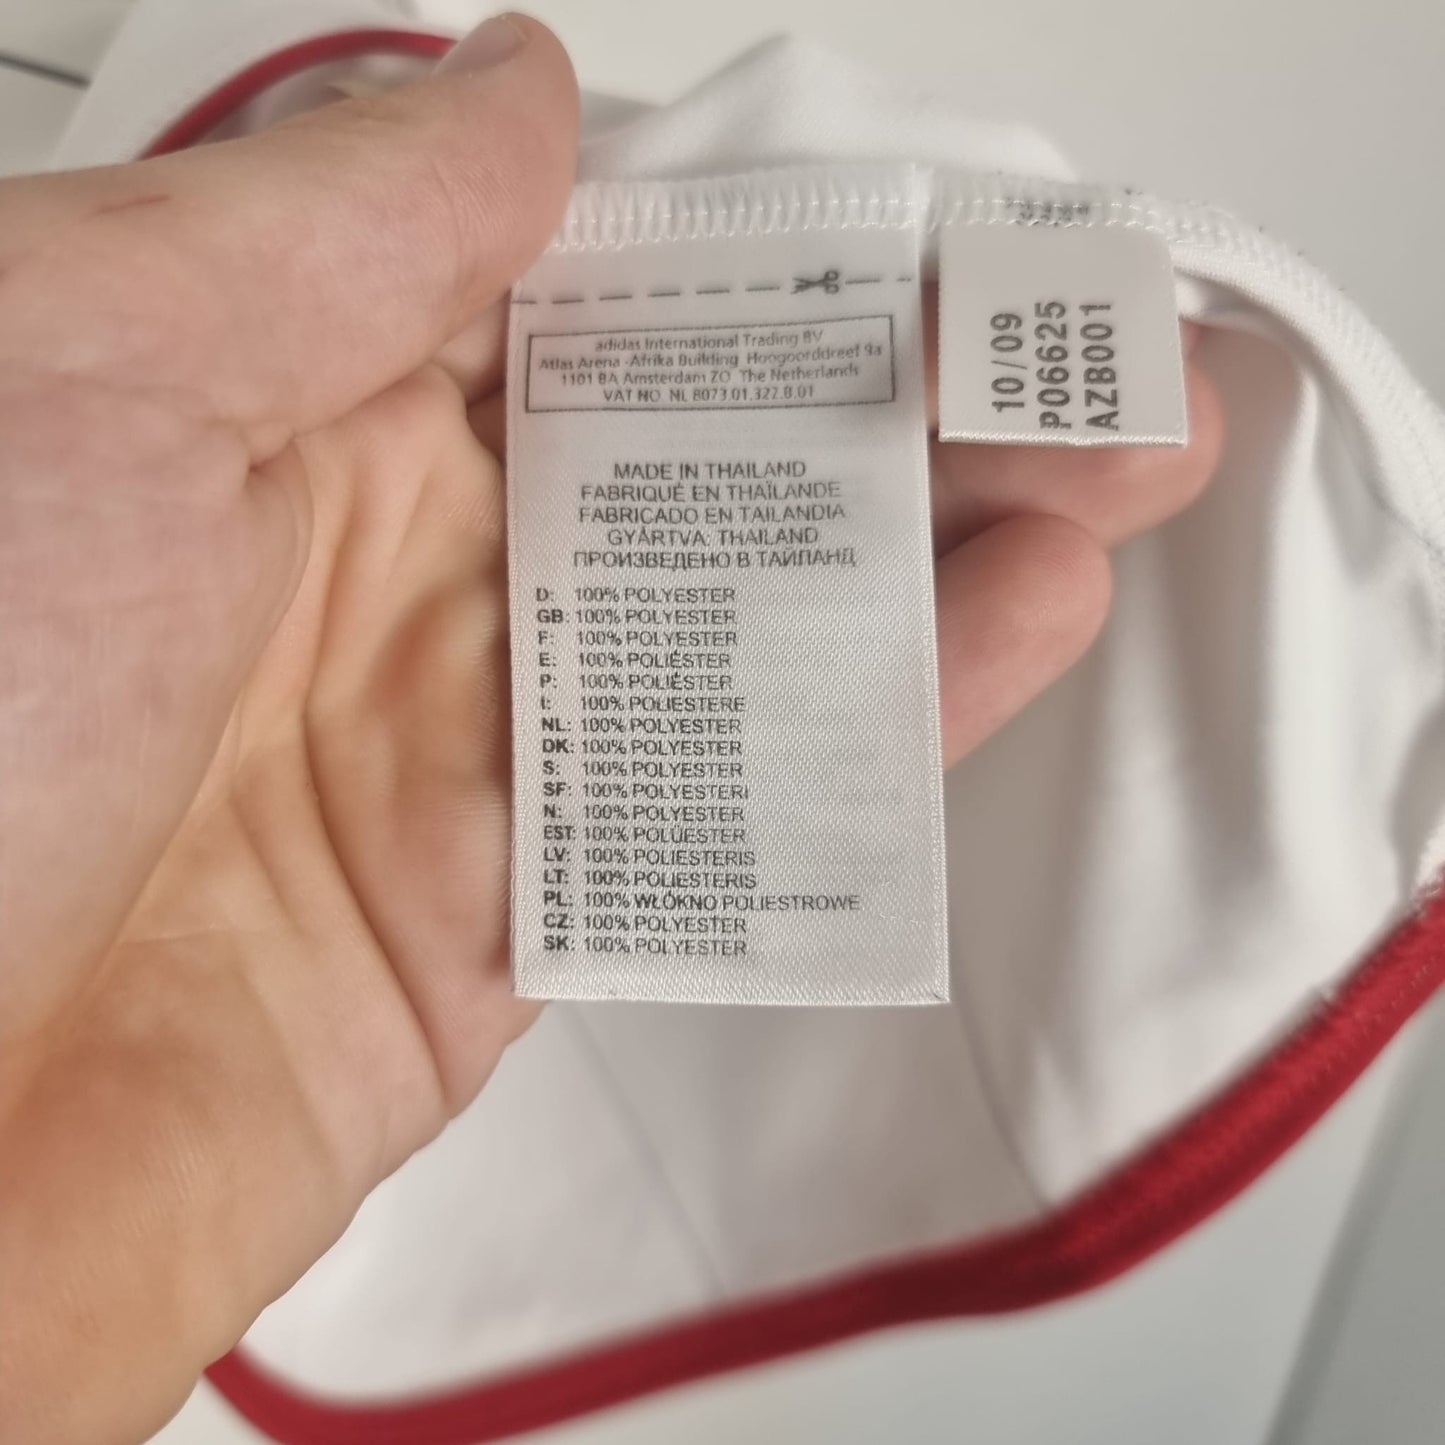 adidas International Trading BV
Atlas Arena -Afrika Building Hoogoorddreef 9a
1101 BA Amsterdam ZO The Netherlands
VAT NO. NL 8073.01.322.B.01
MADE IN THAILAND
FABRIQUÉ EN THAÏLANDE
FABRICADO EN TAILANDIA
GYÁRTVA: THAILAND
ПРОИЗВЕДЕНО В ТАЙЛАНД
D: 100% POLYESTER
GB: 100% POLYESTER
F: 100% POLYESTER
E: 100% POLIÉSTER
P: 100% POLIÉSTER
I: 100% POLIESTERE
NL: 100% POLYESTER
DK: 100% POLYESTER
S: 100% POLYESTER
SF: 100% POLYESTERI
N: 100% POLYESTER
EST: 100% POLÜESTER
LV: 100% POLIESTERIS
LT: 100% POLIESTERIS
PL: 100% WŁÓKNO POLIESTROWE
CZ: 100% POLYESTER
SK: 100% POLYESTER
10/09
P06625
AZB001